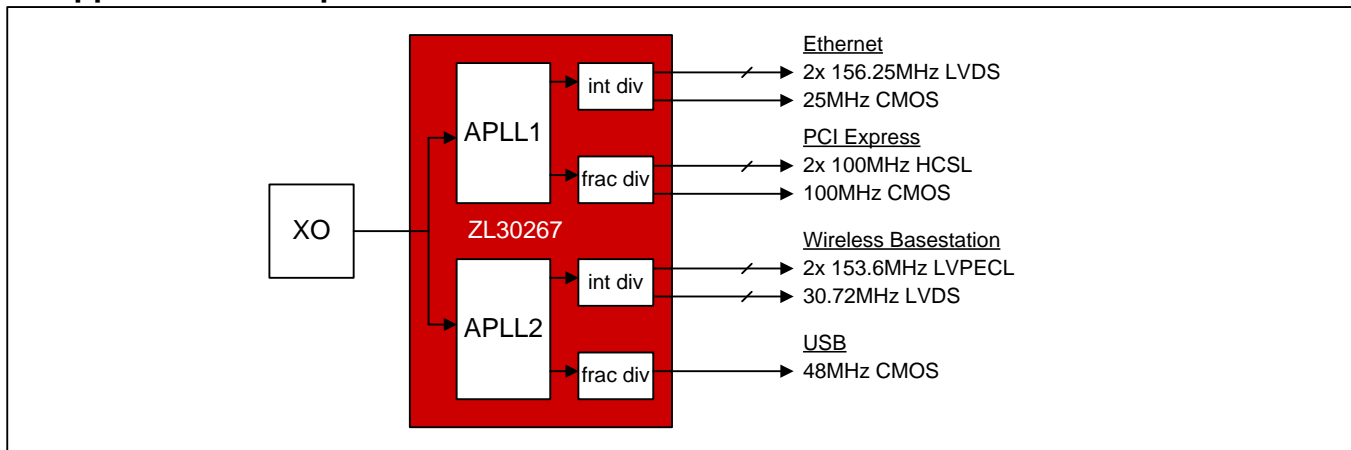 Ethernet
2x 156.25MHz LVDS
25MHz CMOS
int div
APLL1
PCI Express
2x 100MHz HCSL
100MHz CMOS
frac div
XO
ZL30267
Wireless Basestation
2x 153.6MHz LVPECL
30.72MHz LVDS
int div
APLL2
USB
48MHz CMOS
frac div